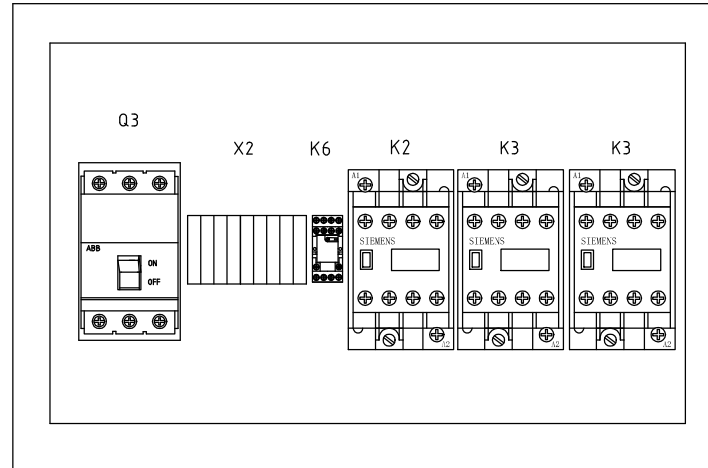 Q3
X2
K6
K2
K3
K3
A1
A1
A1
ABB
SIEMENS
SIEMENS
SIEMENS
ON
OFF
A2
A2
A2